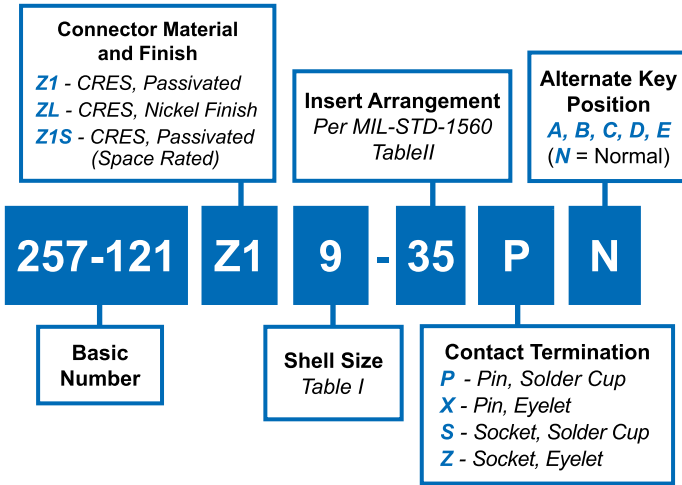 Connector Material
and Finish
Z1 - CRES, Passivated
ZL - CRES, Nickel Finish
Z1S - CRES, Passivated
(Space Rated)
Insert Arrangement
Per MIL-STD-1560
TableII
Alternate Key
Position
A, B, C, D, E
(N = Normal)
257-121 Z1 9 - 35 P N
Basic
Number
Shell Size
Table I
Contact Termination
P - Pin, Solder Cup
X - Pin, Eyelet
S - Socket, Solder Cup
Z - Socket, Eyelet